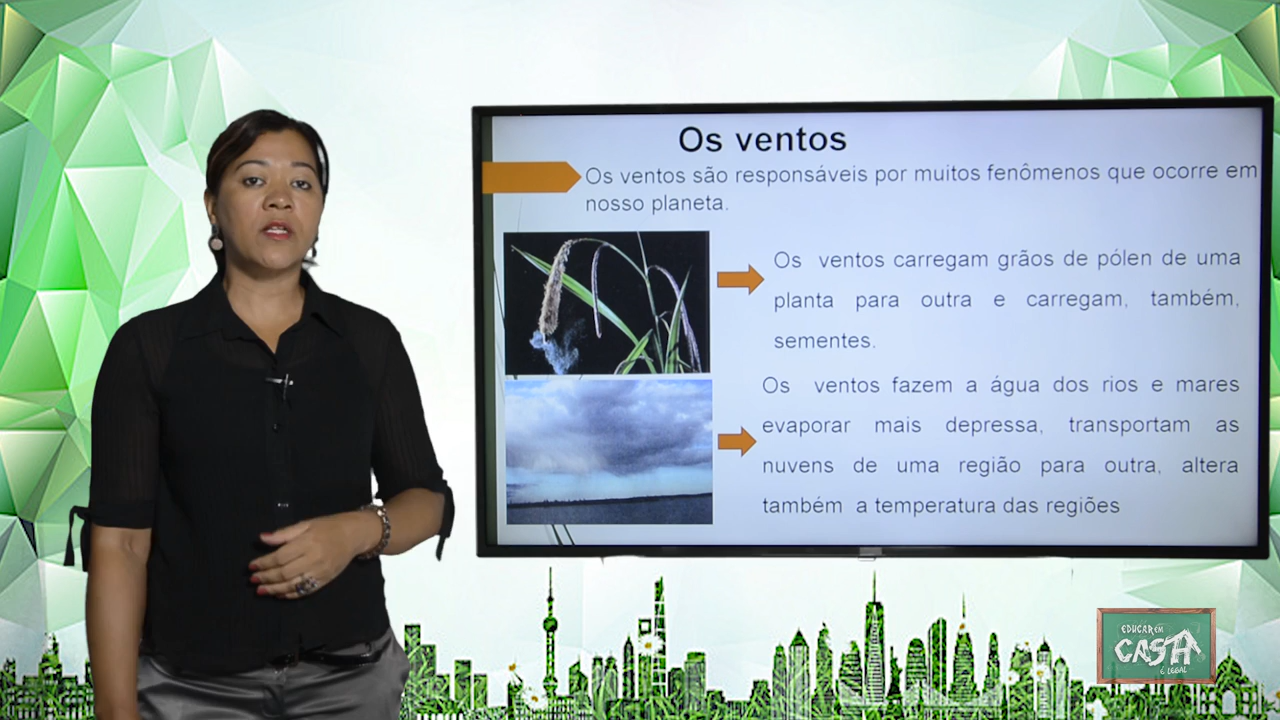 Os ventos
Os ventos são responsáveis por muitos fenômenos que ocorre em
nosso planeta.
Os ventos carregam grãos de pólen de uma
planta para outra e carregam, também,
sementes.
Os ventos fazem a água dos rios e mares
evaporar mais depressa, transportam as
nuvens de uma região para outra, altera
também a temperatura das regiões
EDUCAR EM
CASA
É LEGAL